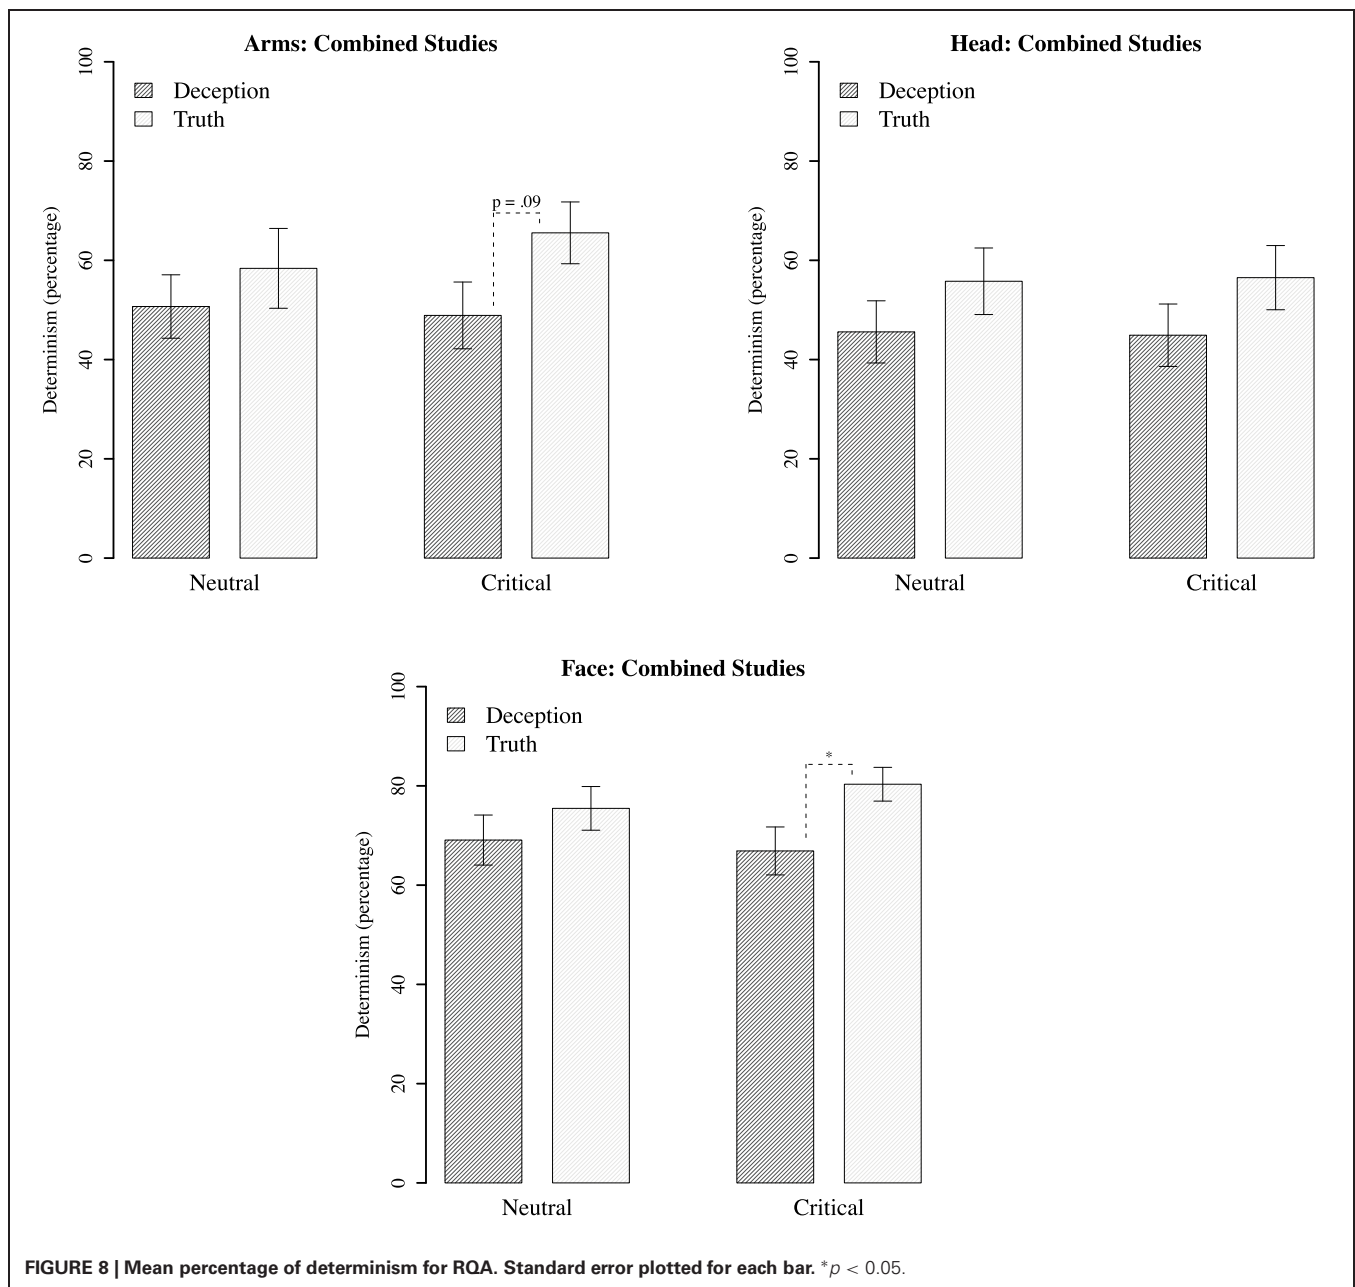 Arms: Combined Studies
Deception
Truth
p = .09
Determinism (percentage)
0
20
40
60
80
100
Neutral
Critical
Head: Combined Studies
Deception
Truth
Determinism (percentage)
0
20
40
60
80
100
Neutral
Critical
Face: Combined Studies
Deception
Truth
*
Determinism (percentage)
0
20
40
60
80
100
Neutral
Critical
FIGURE 8 | Mean percentage of determinism for RQA. Standard error plotted for each bar. *p < 0.05.